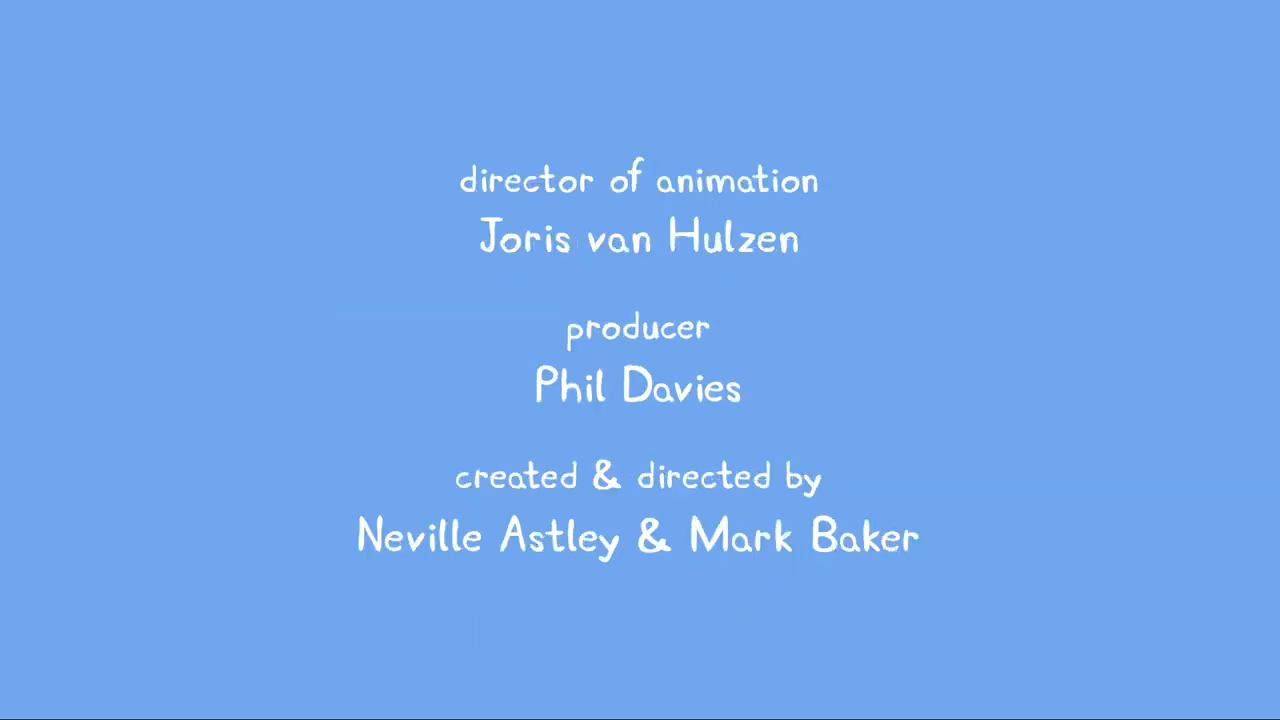 director of animation
Joris van Hulzen
producer
Phil Davies
created & directed by
Neville Astley & Mark Baker